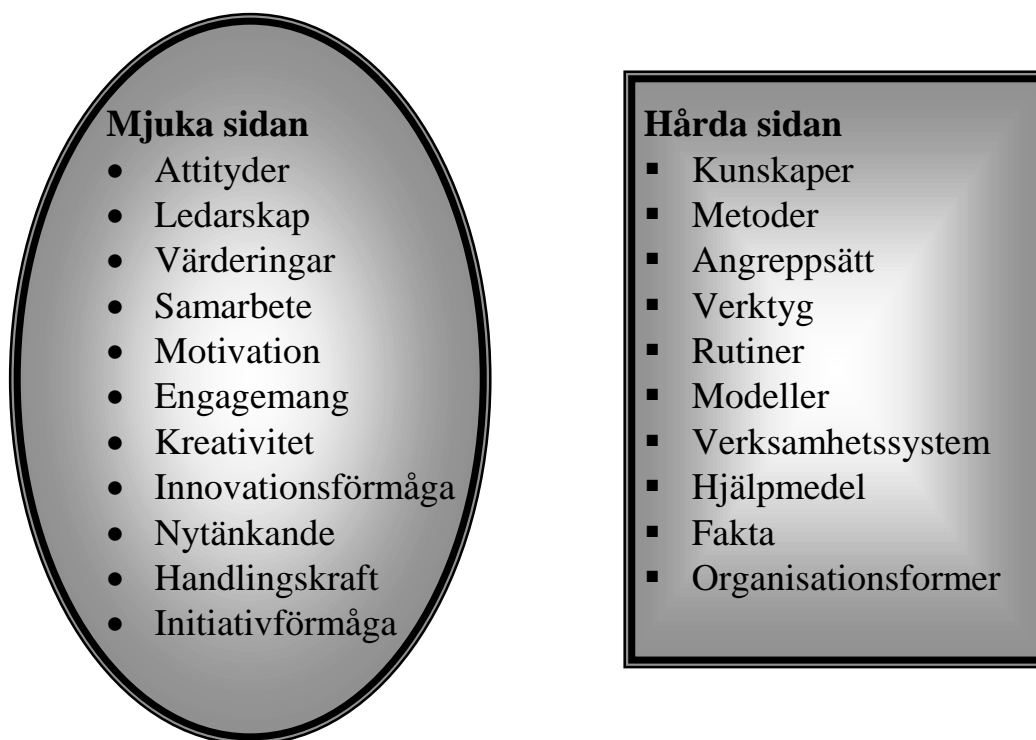 Mjuka sidan
• Attityder
• Ledarskap
• Värderingar
• Samarbete
• Motivation
• Engagemang
• Kreativitet
• Innovationsförmåga
• Nytänkande
• Handlingskraft
• Initiativförmåga
Hårda sidan
▪ Kunskaper
▪ Metoder
▪ Angreppsätt
▪ Verktyg
▪ Rutiner
▪ Modeller
▪ Verksamhetssystem
▪ Hjälpmedel
▪ Fakta
▪ Organisationsformer